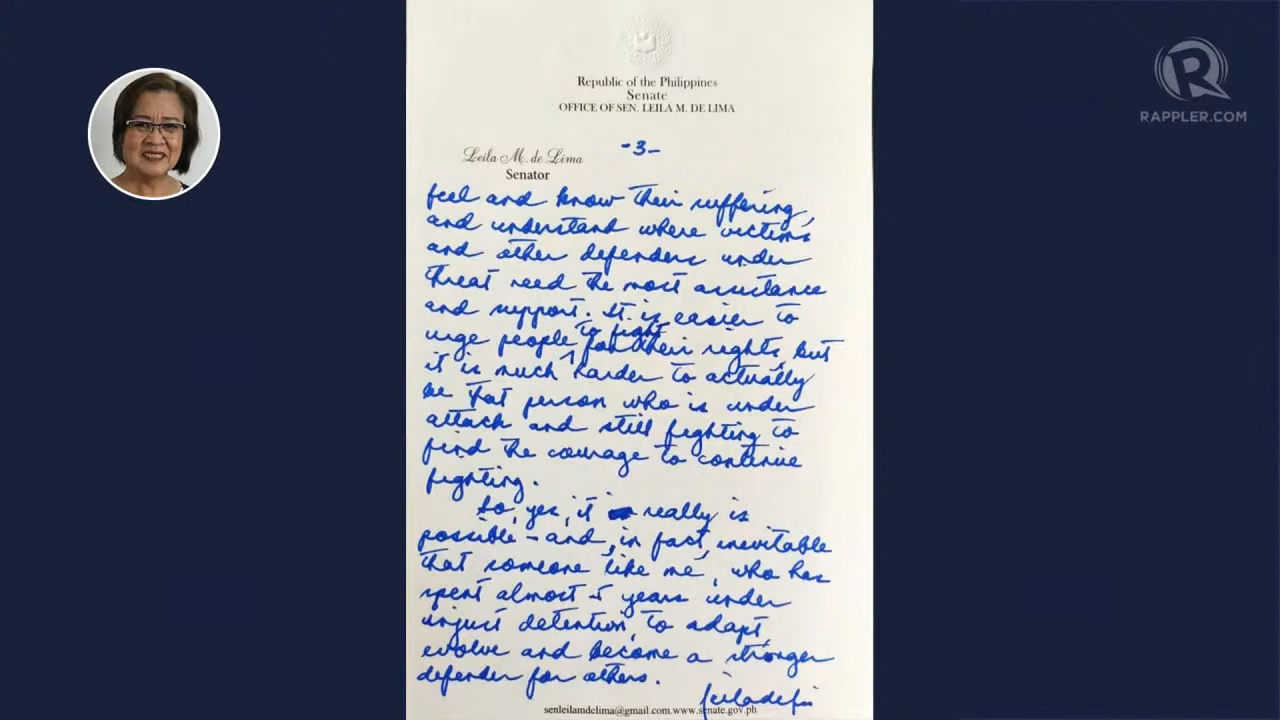 Republic of the Philippines
Senate
OFFICE OF SEN. LEILA M. DE LIMA
RAPPLER.COM
-3-
Leila M. de Lima
Senator
feel and know their suffering,
and understand where victims
and other defenders under
threat need the most assistance
and support. It is easier to
urge people to fight for their rights, but
it is much harder to actually
be that person who is under
attack and still fighting to
find the courage to continue
fighting.
So, yes, it really is
possible - and, in fact, inevitable
that someone like me, who has
spent almost 5 years under
unjust detention, to adapt,
evolve and become a stronger
defender for others.
senleilamdelima@gmail.com.www.senate.gov.ph